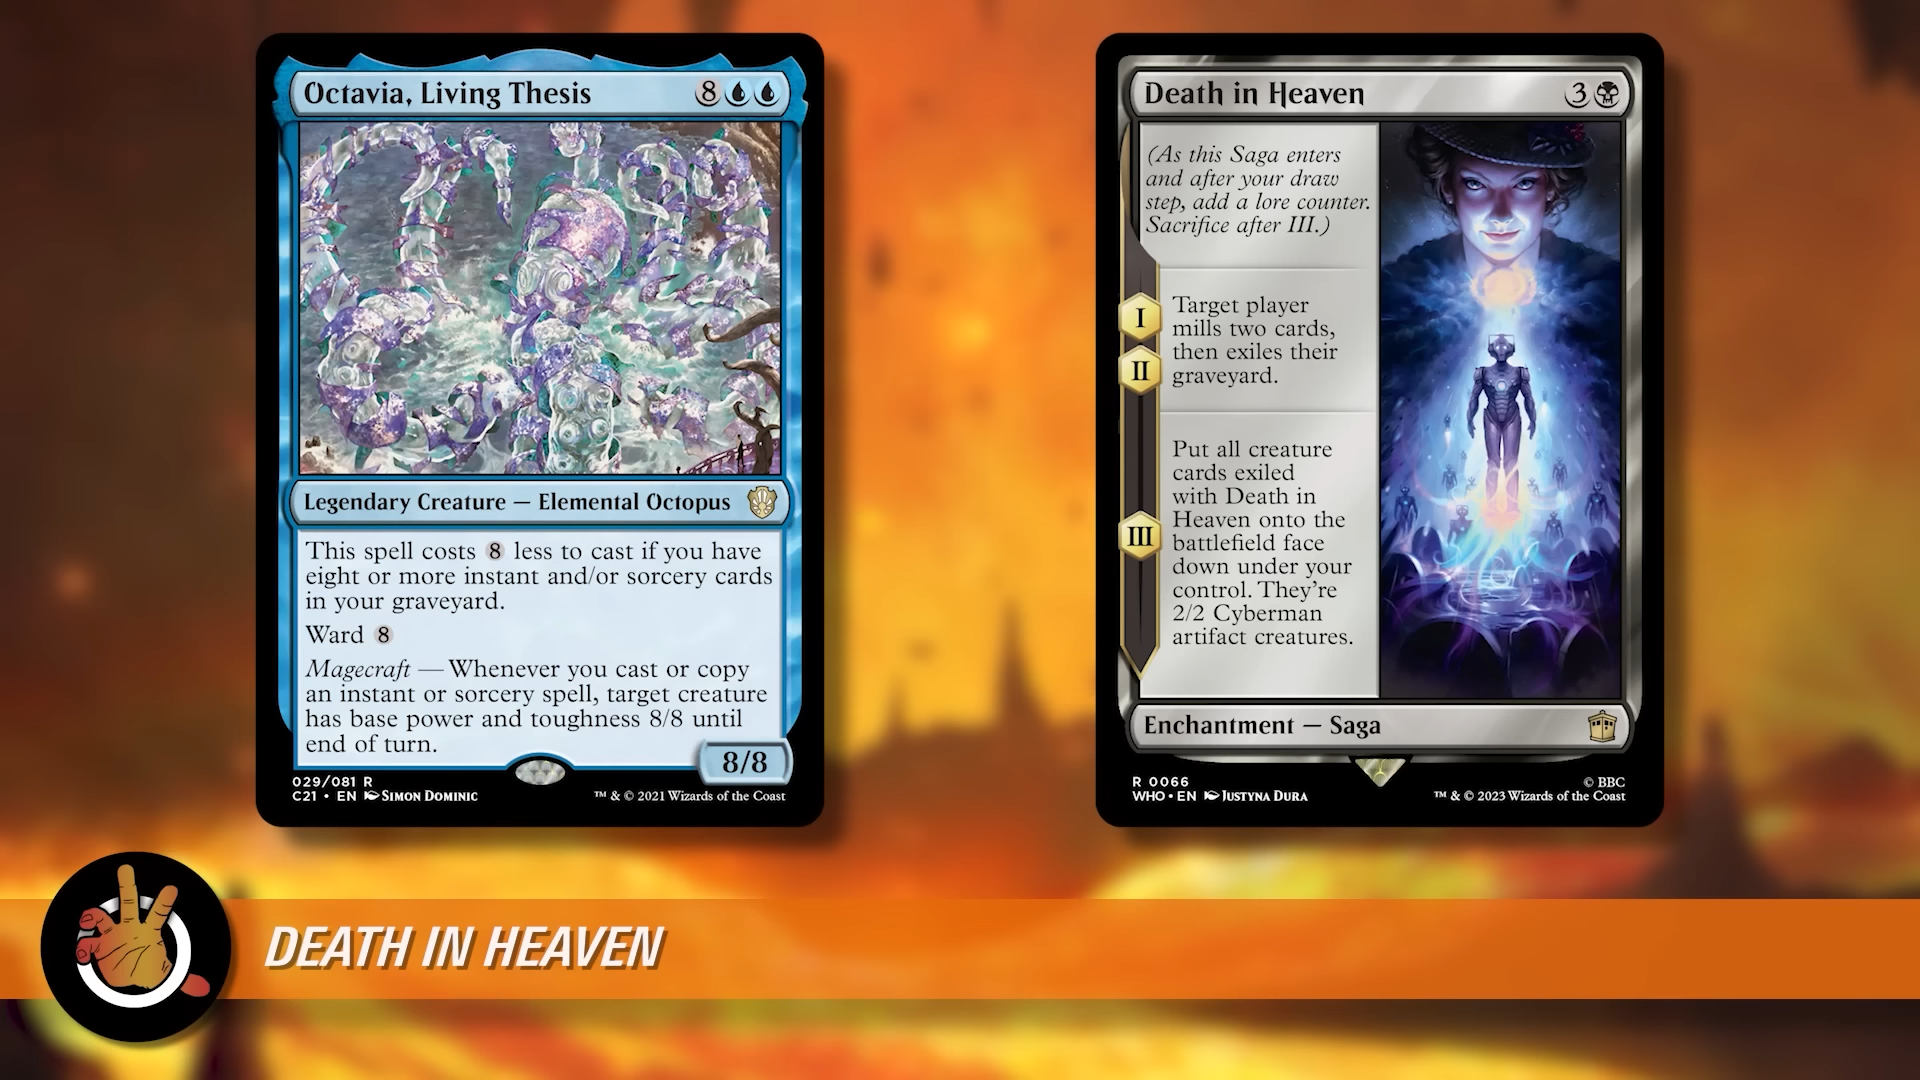 Octavia, Living Thesis 8
Legendary Creature — Elemental Octopus
This spell costs 8 less to cast if you have
eight or more instant and/or sorcery cards
in your graveyard.
Ward 8
Magecraft — Whenever you cast or copy
an instant or sorcery spell, target creature
has base power and toughness 8/8 until
end of turn.
8/8
029/081 R
C21 • EN Simon Dominic
™ & © 2021 Wizards of the Coast
Death in Heaven 3
(As this Saga enters
and after your draw
step, add a lore counter.
Sacrifice after III.)
I
II
Target player
mills two cards,
then exiles their
graveyard.
III
Put all creature
cards exiled
with Death in
Heaven onto the
battlefield face
down under your
control. They're
2/2 Cyberman
artifact creatures.
Enchantment — Saga
R 0066
WHO • EN Justyna Dura
© BBC
™ & © 2023 Wizards of the Coast
DEATH IN HEAVEN